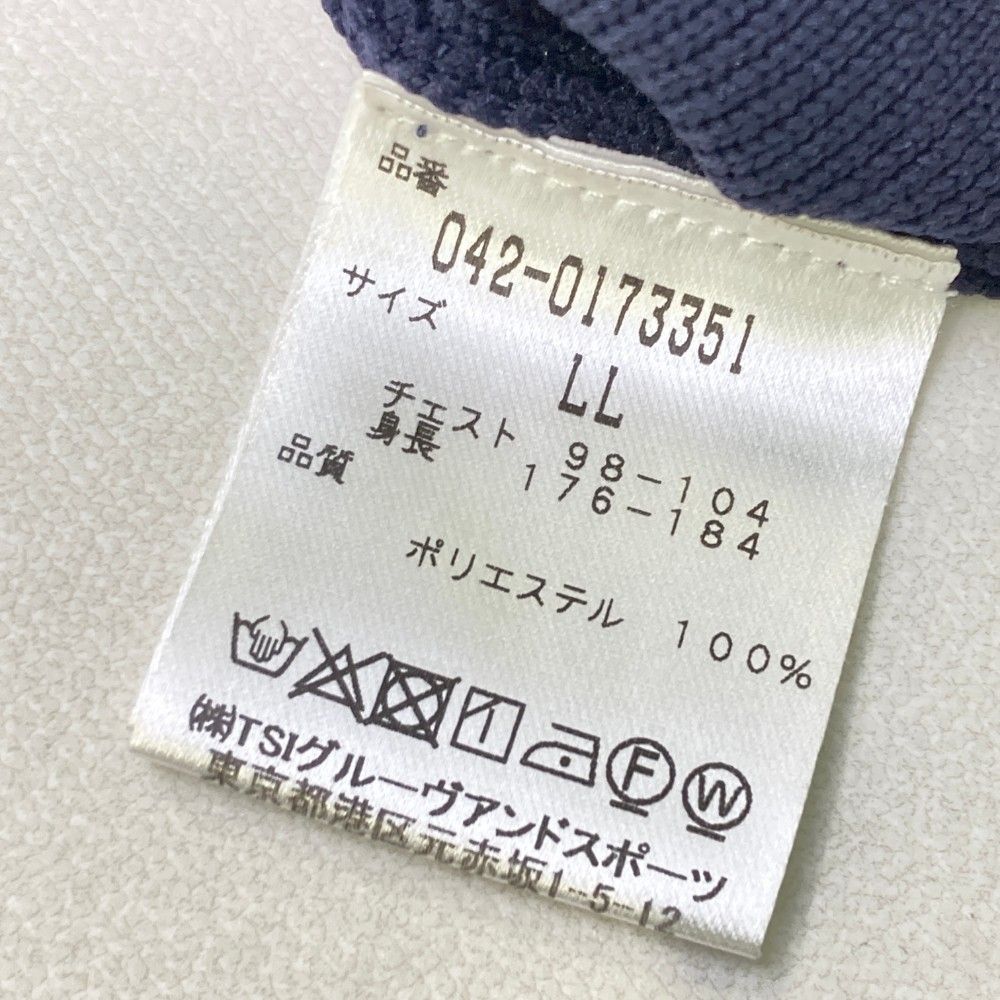 品番
042-0173351
サイズ
LL
チェスト 98-104
身長 176-184
品質
ポリエステル 100%
F W
(株)TSIグルーヴアンドスポーツ
東京都港区元赤坂1-5-12